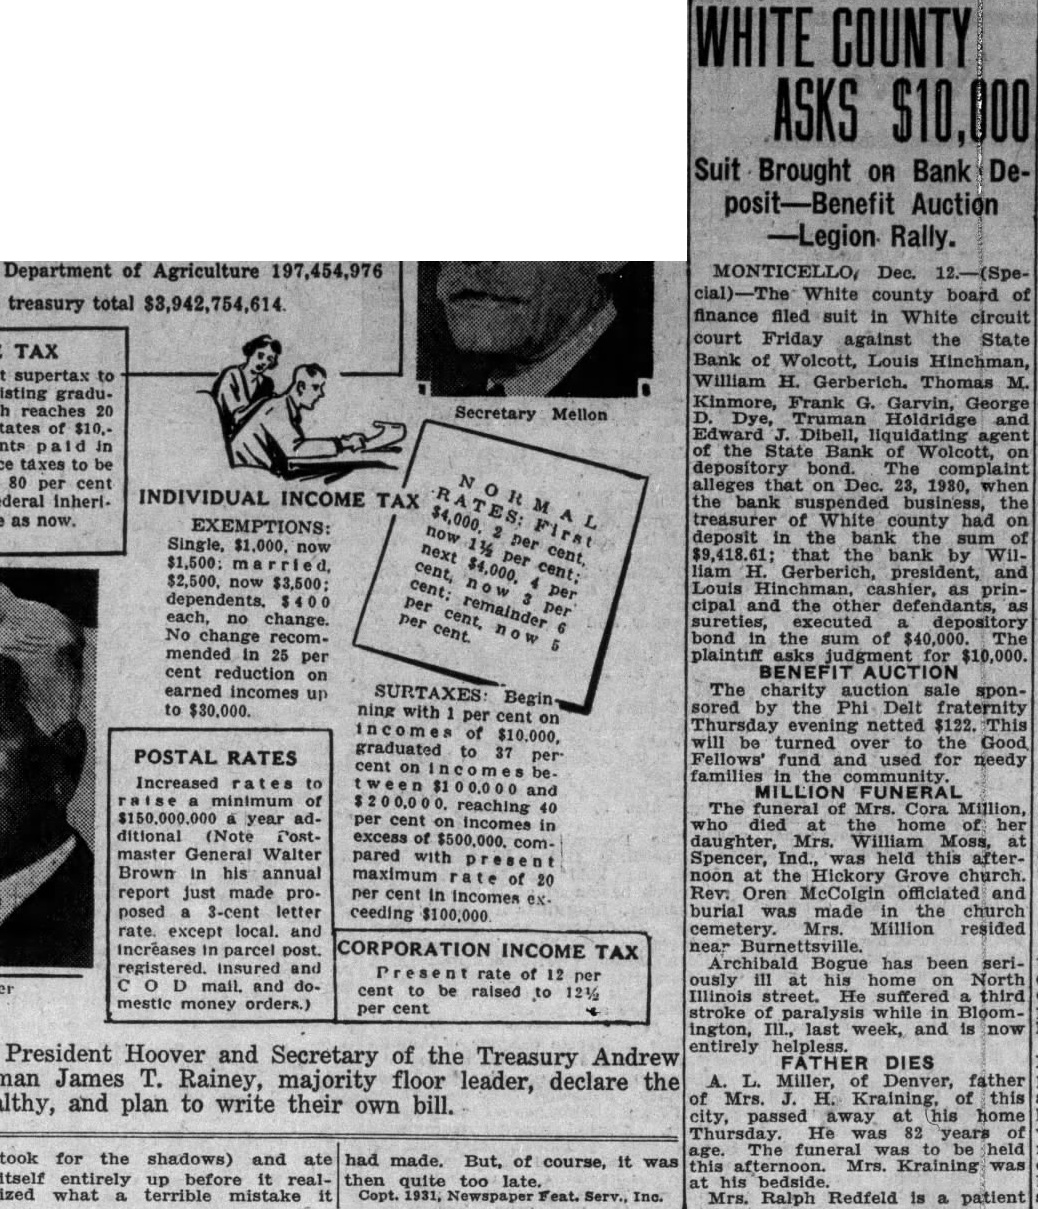 Department of Agriculture 197,454,976
treasury total $3,942,754,614.
TAX
t supertax to
isting gradu-
h reaches 20
tates of $10,-
nts paid in
ce taxes to be
80 per cent
ederal inheri-
e as now.
Secretary Mellon
INDIVIDUAL INCOME TAX
EXEMPTIONS:
Single, $1,000, now
$1,500; married,
$2,500, now $3,500;
dependents, $400
each, no change.
No change recom-
mended in 25 per
cent reduction on
earned incomes up
to $30,000.
NORMAL
RATES: First
$4,000, 2 per cent,
now 1½ per cent;
next $4,000, 4 per
cent, now 3 per
cent; remainder 6
per cent, now 5
per cent.
SURTAXES: Begin-
ning with 1 per cent on
incomes of $10,000,
graduated to 37 per-
cent on incomes be-
tween $100,000 and
$200,000, reaching 40
per cent on incomes in
excess of $500,000, com-
pared with present
maximum rate of 20
per cent in incomes ex-
ceeding $100,000.
POSTAL RATES
Increased rates to
raise a minimum of
$150,000,000 a year ad-
ditional (Note Post-
master General Walter
Brown in his annual
report just made pro-
posed a 3-cent letter
rate, except local, and
increases in parcel post,
registered, insured and
C O D mail, and do-
mestic money orders.)
CORPORATION INCOME TAX
Present rate of 12 per
cent to be raised to 12½
per cent
er
President Hoover and Secretary of the Treasury Andrew
man James T. Rainey, majority floor leader, declare the
althy, and plan to write their own bill.
took for the shadows) and ate
itself entirely up before it real-
ized what a terrible mistake it
had made. But, of course, it was
then quite too late.
Copt. 1931, Newspaper Feat. Serv., Inc.
WHITE COUNTY
ASKS $10,000
Suit Brought on Bank De-
posit—Benefit Auction
—Legion Rally.
MONTICELLO, Dec. 12.—(Spe-
cial)—The White county board of
finance filed suit in White circuit
court Friday against the State
Bank of Wolcott, Louis Hinchman,
William H. Gerberich, Thomas M.
Kinmore, Frank G. Garvin, George
D. Dye, Truman Holdridge and
Edward J. Dibell, liquidating agent
of the State Bank of Wolcott, on
depository bond. The complaint
alleges that on Dec. 23, 1930, when
the bank suspended business, the
treasurer of White county had on
deposit in the bank the sum of
$9,418.61; that the bank by Wil-
liam H. Gerberich, president, and
Louis Hinchman, cashier, as prin-
cipal and the other defendants, as
sureties, executed a depository
bond in the sum of $40,000. The
plaintiff asks judgment for $10,000.
BENEFIT AUCTION
The charity auction sale spon-
sored by the Phi Delt fraternity
Thursday evening netted $122. This
will be turned over to the Good
Fellows' fund and used for needy
families in the community.
MILLION FUNERAL
The funeral of Mrs. Cora Million,
who died at the home of her
daughter, Mrs. William Moss, at
Spencer, Ind., was held this after-
noon at the Hickory Grove church.
Rev. Oren McColgin officiated and
burial was made in the church
cemetery. Mrs. Million resided
near Burnettsville.
Archibald Bogue has been seri-
ously ill at his home on North
Illinois street. He suffered a third
stroke of paralysis while in Bloom-
ington, Ill., last week, and is now
entirely helpless.
FATHER DIES
A. L. Miller, of Denver, father
of Mrs. J. H. Kraining, of this
city, passed away at his home
Thursday. He was 82 years of
age. The funeral was to be held
this afternoon. Mrs. Kraining was
at his bedside.
Mrs. Ralph Redfeld is a patient